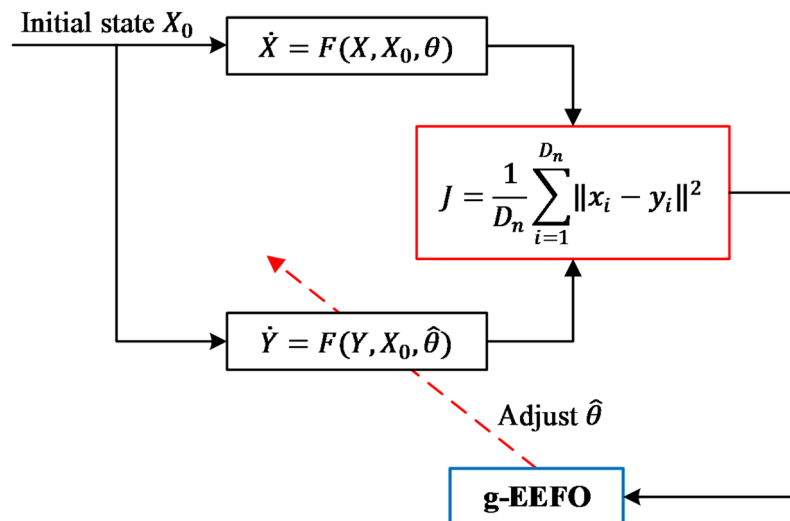 Initial state X₀
Ẋ = F(X, X₀, θ)
J = 1/Dₙ ∑ᵢ₌₁^Dₙ ‖xᵢ − yᵢ‖²
Ẏ = F(Y, X₀, θ̂)
Adjust θ̂
g-EEFO